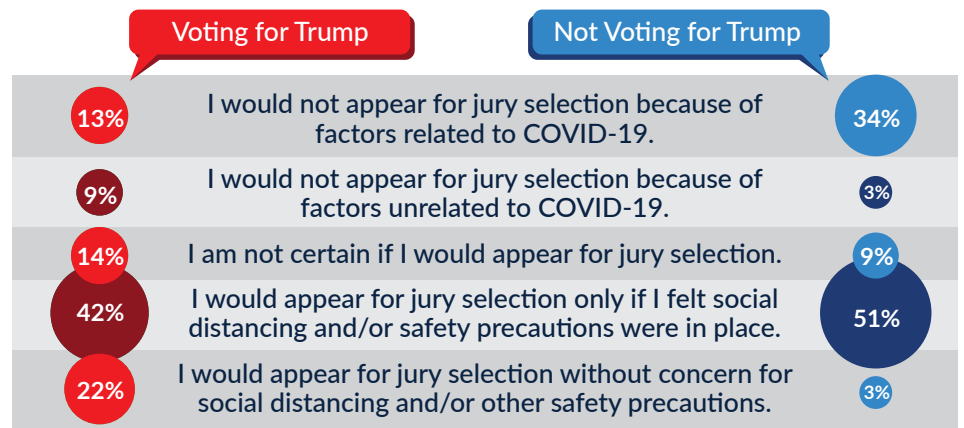 Voting for Trump
Not Voting for Trump
13%
I would not appear for jury selection because of
factors related to COVID-19.
34%
9%
I would not appear for jury selection because of
factors unrelated to COVID-19.
3%
14%
I am not certain if I would appear for jury selection.
9%
42%
I would appear for jury selection only if I felt social
distancing and/or safety precautions were in place.
51%
22%
I would appear for jury selection without concern for
social distancing and/or other safety precautions.
3%